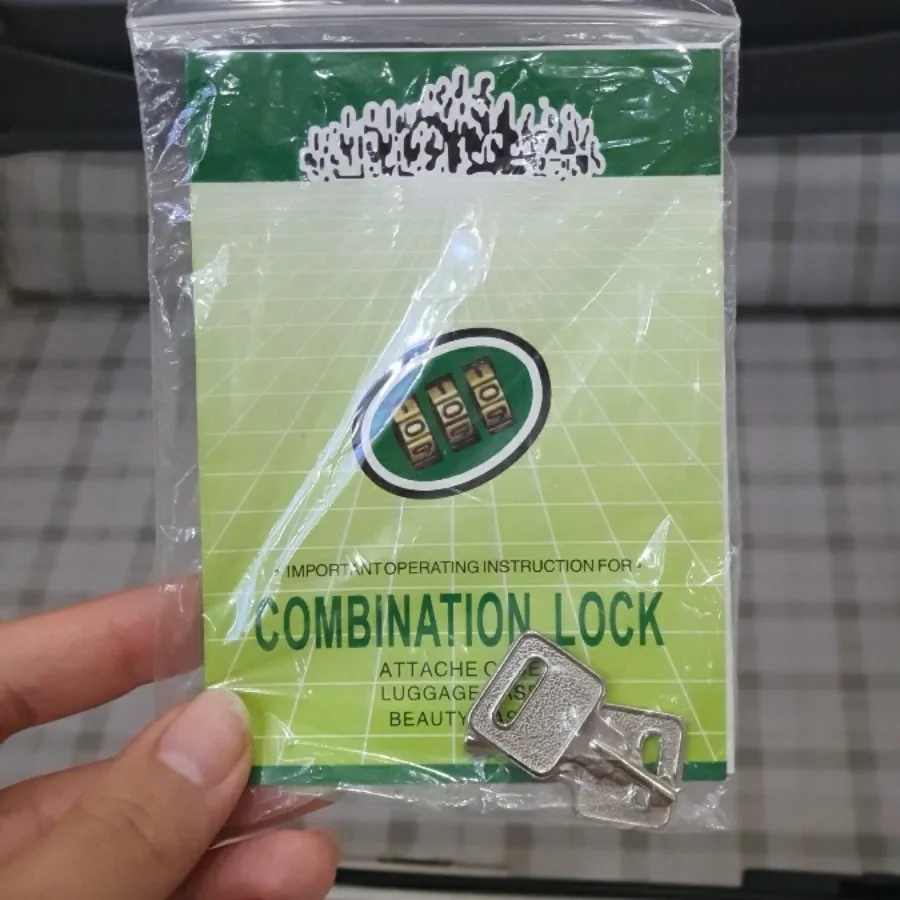 • IMPORTANT OPERATING INSTRUCTION FOR •
COMBINATION LOCK
ATTACHE
LUGGAGE
BEAUTY